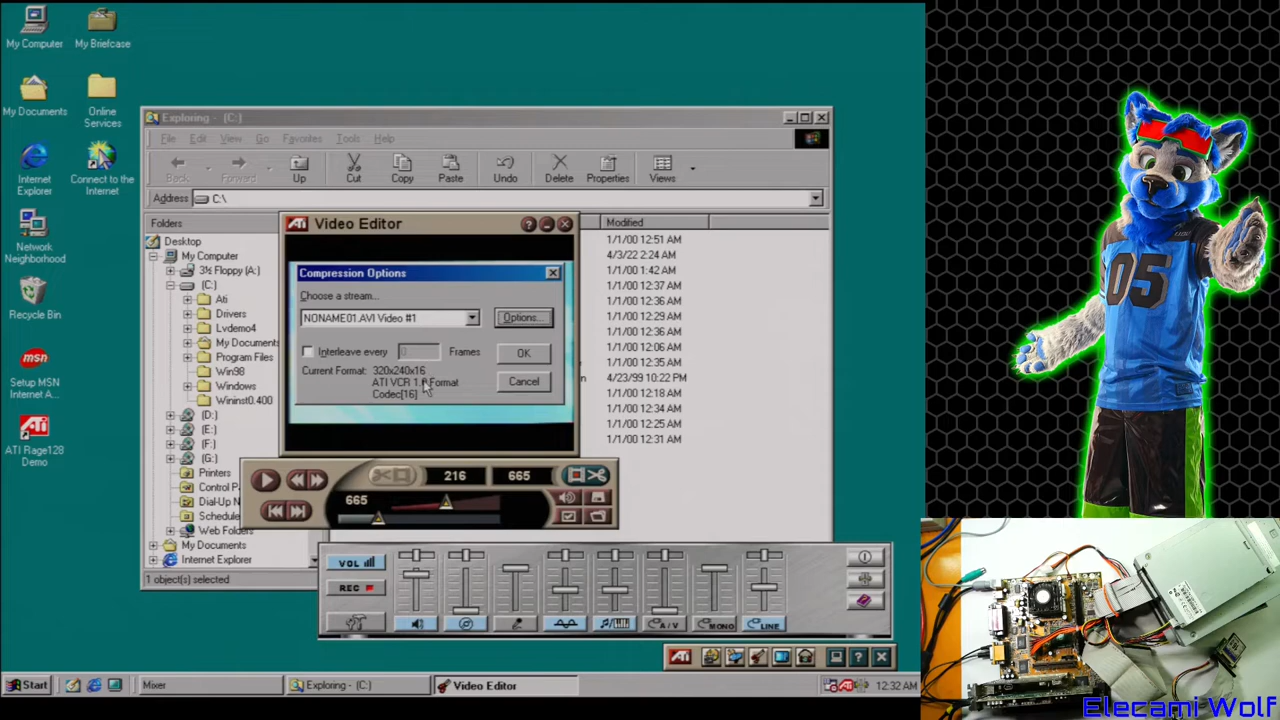 My Computer
My Briefcase
My Documents
Online Services
Internet Explorer
Connect to the Internet
Network Neighborhood
Recycle Bin
Setup MSN Internet A...
ATI Rage128 Demo
Exploring - (C:)
File Edit View Go Favorites Tools Help
Back Forward Up Cut Copy Paste Undo Delete Properties Views
Address C:\
Folders
Desktop
My Computer
3½ Floppy (A:)
(C:)
Ati
Drivers
Lvdemo4
My Documents
Program Files
Win98
Windows
Wininst0.400
(D:)
(E:)
(F:)
(G:)
Printers
Control P
Dial-Up N
Schedule
Web Folders
My Documents
Internet Explorer
1 object(s) selected
Modified
1/1/00 12:51 AM
4/3/22 2:24 AM
1/1/00 1:42 AM
1/1/00 12:37 AM
1/1/00 12:36 AM
1/1/00 12:29 AM
1/1/00 12:36 AM
1/1/00 12:06 AM
1/1/00 12:35 AM
4/23/99 10:22 PM
1/1/00 12:18 AM
1/1/00 12:34 AM
1/1/00 12:25 AM
1/1/00 12:31 AM
ATI Video Editor
Compression Options
Choose a stream...
NONAME01.AVI Video #1
Options...
Interleave every 0 Frames
OK
Current Format: 320x240x16
ATI VCR 1.0 Format
Codec[16]
Cancel
216 665
665
VOL
REC
A/V
MONO
LINE
ATI
?
Start
Mixer
Exploring - (C:)
Video Editor
ATI
12:32 AM
05
Elecami Wolf